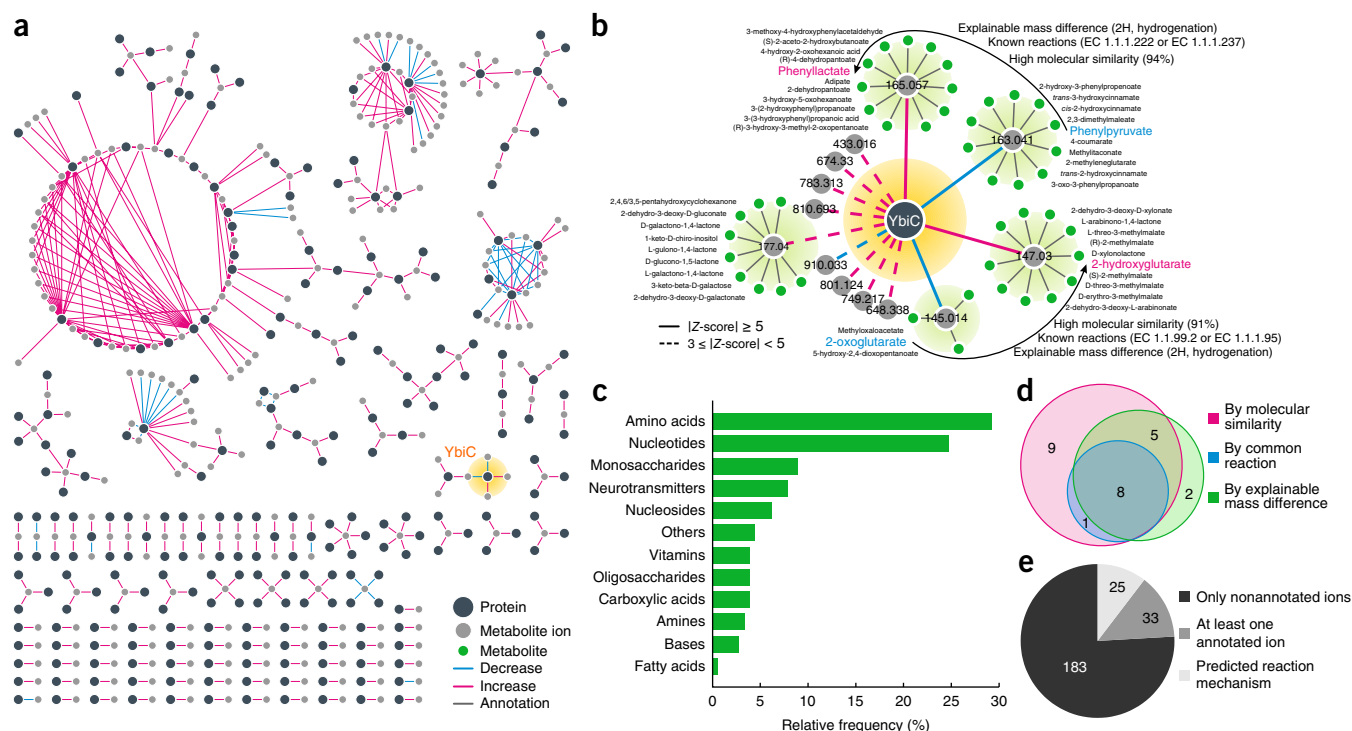 a
YbiC
Protein
Metabolite ion
Metabolite
Decrease
Increase
Annotation
b
Explainable mass difference (2H, hydrogenation)
Known reactions (EC 1.1.1.222 or EC 1.1.1.237)
High molecular similarity (94%)
3-methoxy-4-hydroxyphenylacetaldehyde
(S)-2-aceto-2-hydroxybutanoate
4-hydroxy-2-oxohexanoic acid
(R)-4-dehydropantoate
Phenyllactate
Adipate
2-dehydropantoate
3-hydroxy-5-oxohexanoate
3-(2-hydroxyphenyl)propanoate
3-(3-hydroxyphenyl)propanoic acid
(R)-3-hydroxy-3-methyl-2-oxopentanoate
165.057
2-hydroxy-3-phenylpropenoate
trans-3-hydroxycinnamate
cis-2-hydroxycinnamate
2,3-dimethylmaleate
Phenylpyruvate
4-coumarate
Methylitaconate
2-methyleneglutarate
trans-2-hydroxycinnamate
3-oxo-3-phenylpropanoate
163.041
433.016
674.33
783.313
810.693
177.04
910.033
801.124
749.217
648.338
YbiC
2,4,6/3,5-pentahydroxycyclohexanone
2-dehydro-3-deoxy-D-gluconate
D-galactono-1,4-lactone
1-keto-D-chiro-inositol
L-gulono-1,4-lactone
D-glucono-1,5-lactone
L-galactono-1,4-lactone
3-keto-beta-D-galactose
2-dehydro-3-deoxy-D-galactonate
2-dehydro-3-deoxy-D-xylonate
L-arabinono-1,4-lactone
L-threo-3-methylmalate
(R)-2-methylmalate
D-xylonolactone
2-hydroxyglutarate
(S)-2-methylmalate
D-threo-3-methylmalate
D-erythro-3-methylmalate
2-dehydro-3-deoxy-L-arabinonate
147.03
145.014
Methyloxaloacetate
2-oxoglutarate
5-hydroxy-2,4-dioxopentanoate
High molecular similarity (91%)
Known reactions (EC 1.1.99.2 or EC 1.1.1.95)
Explainable mass difference (2H, hydrogenation)
|Z-score| ≥ 5
3 ≤ |Z-score| < 5
c
Amino acids
Nucleotides
Monosaccharides
Neurotransmitters
Nucleosides
Others
Vitamins
Oligosaccharides
Carboxylic acids
Amines
Bases
Fatty acids
0 5 10 15 20 25 30
Relative frequency (%)
d
9
5
8
2
1
By molecular
similarity
By common
reaction
By explainable
mass difference
e
25
33
183
Only nonannotated ions
At least one
annotated ion
Predicted reaction
mechanism